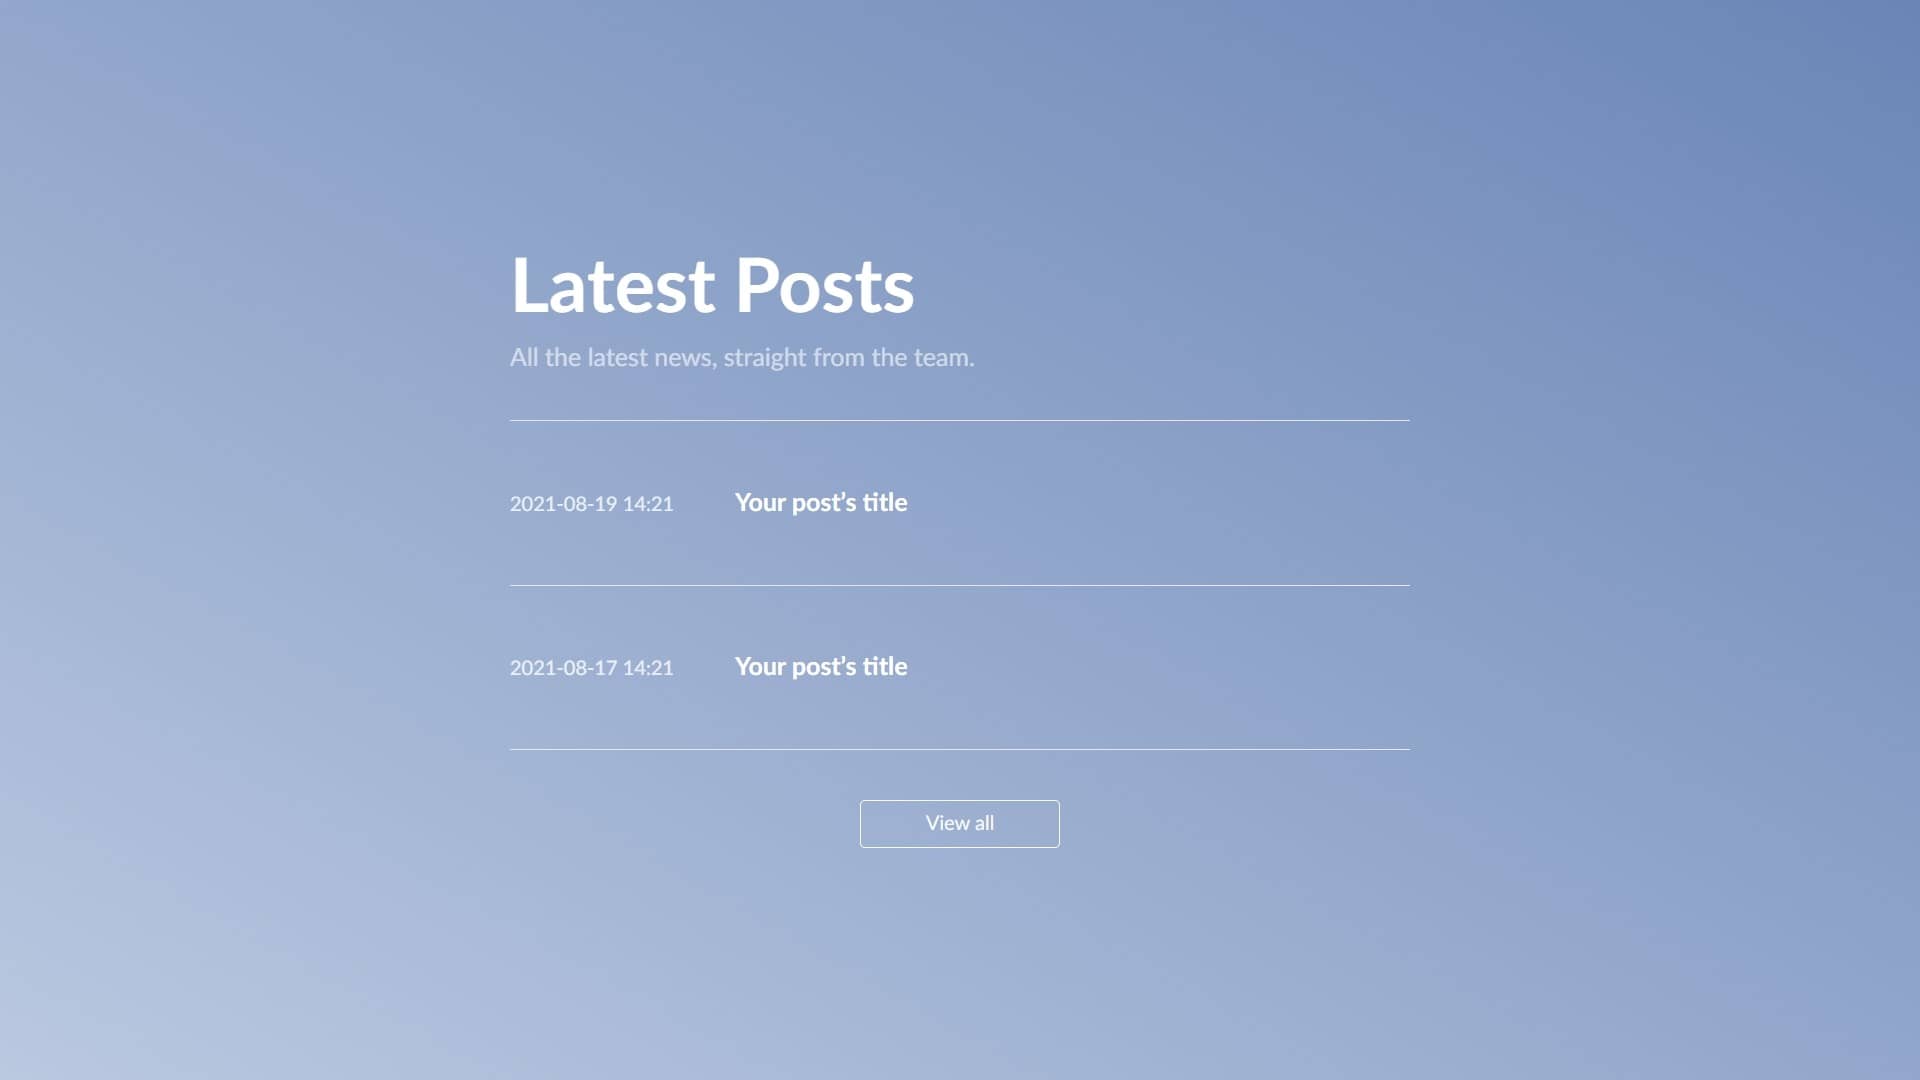 Latest Posts
All the latest news, straight from the team.
2021-08-19 14:21 Your post’s title
2021-08-17 14:21 Your post’s title
View all